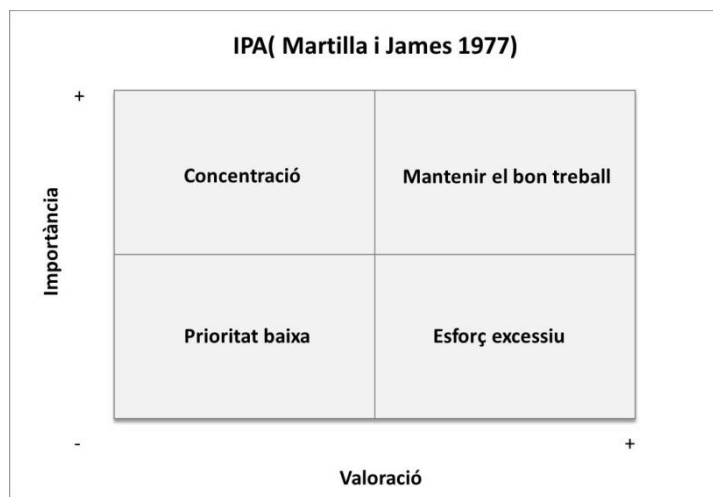 IPA( Martilla i James 1977)
+
Concentració
Mantenir el bon treball
Importància
Prioritat baixa
Esforç excessiu
-
+
Valoració